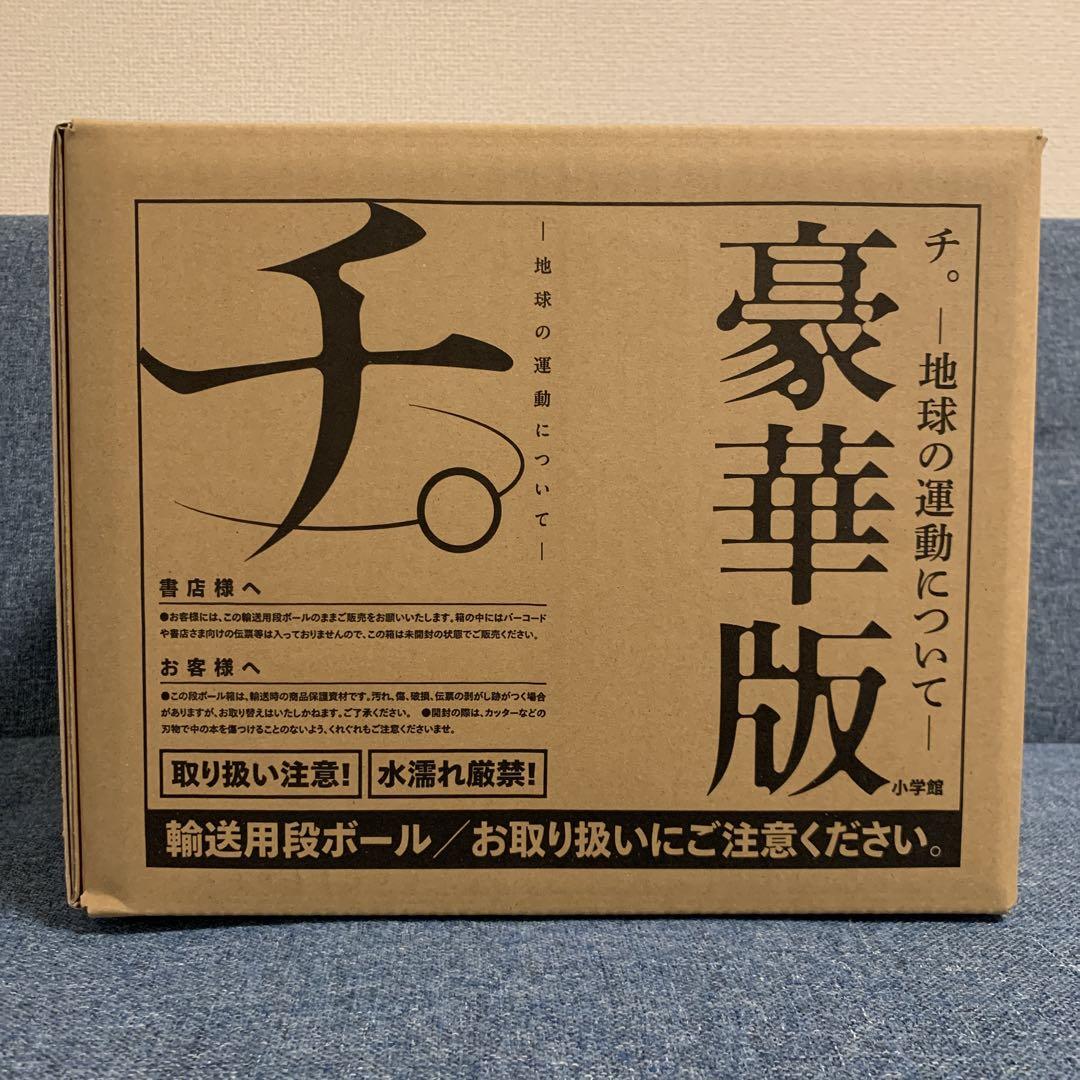 チ。―地球の運動について―
豪華版
小学館
チ。
―地球の運動について―
書店様へ
●お客様には、この輸送用段ボールのままご販売をお願いいたします。箱の中にはバーコード
や書店さま向けの伝票等は入っておりませんので、この箱は未開封の状態でご販売ください。
お客様へ
●この段ボール箱は、輸送時の商品保護資材です。汚れ、傷、破損、伝票の剥がし跡がつく場合
がありますが、お取り替えはいたしかねます。ご了承ください。 ●開封の際は、カッターなどの
刃物で中の本を傷つけることのないよう、くれぐれもご注意くださいませ。
取り扱い注意！
水濡れ厳禁！
輸送用段ボール／お取り扱いにご注意ください。